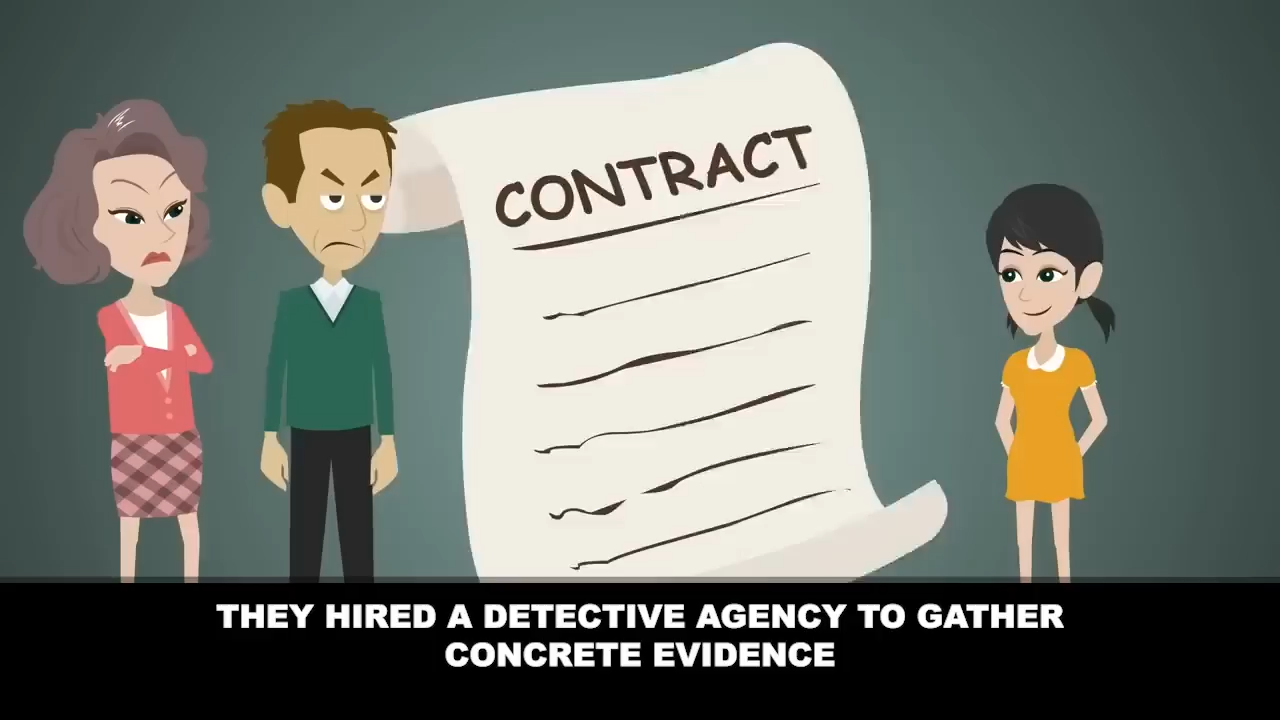 CONTRACT
THEY HIRED A DETECTIVE AGENCY TO GATHER
CONCRETE EVIDENCE